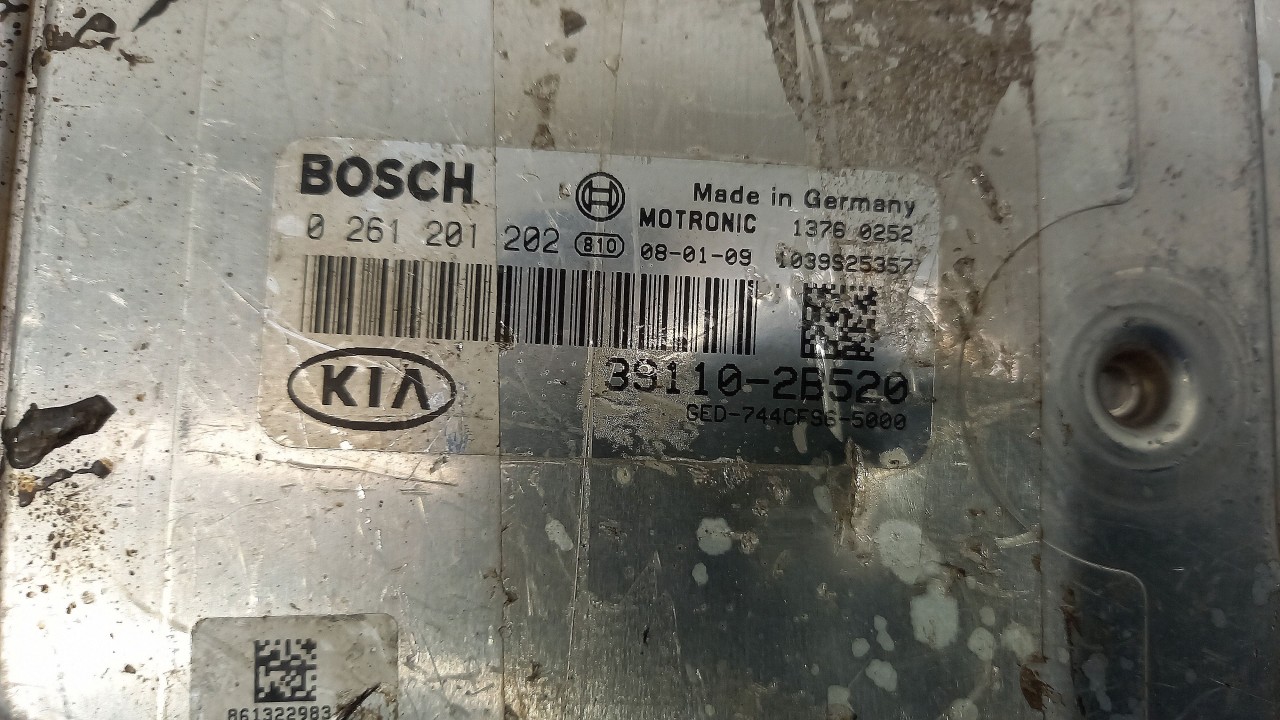 BOSCH
Made in Germany
0 261 201 202
810
MOTRONIC
08-01-09
1376 0252
1039S25357
KIA
39110-2B520
GED-744CFS6-5000
861322983